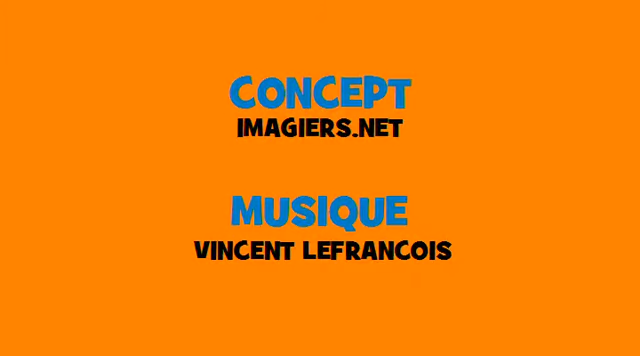 CONCEPT
IMAGIERS.NET
MUSIQUE
VINCENT LEFRANCOIS